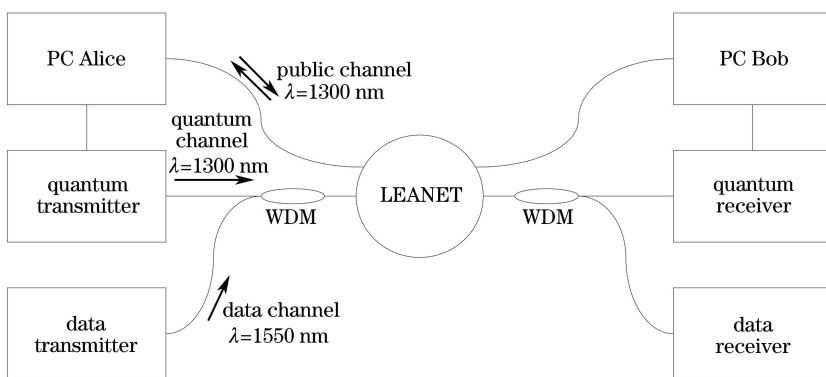 PC Alice
public channel
λ=1300 nm
PC Bob
quantum
channel
λ=1300 nm
quantum
transmitter
WDM
LEANET
WDM
quantum
receiver
data channel
λ=1550 nm
data
transmitter
data
receiver